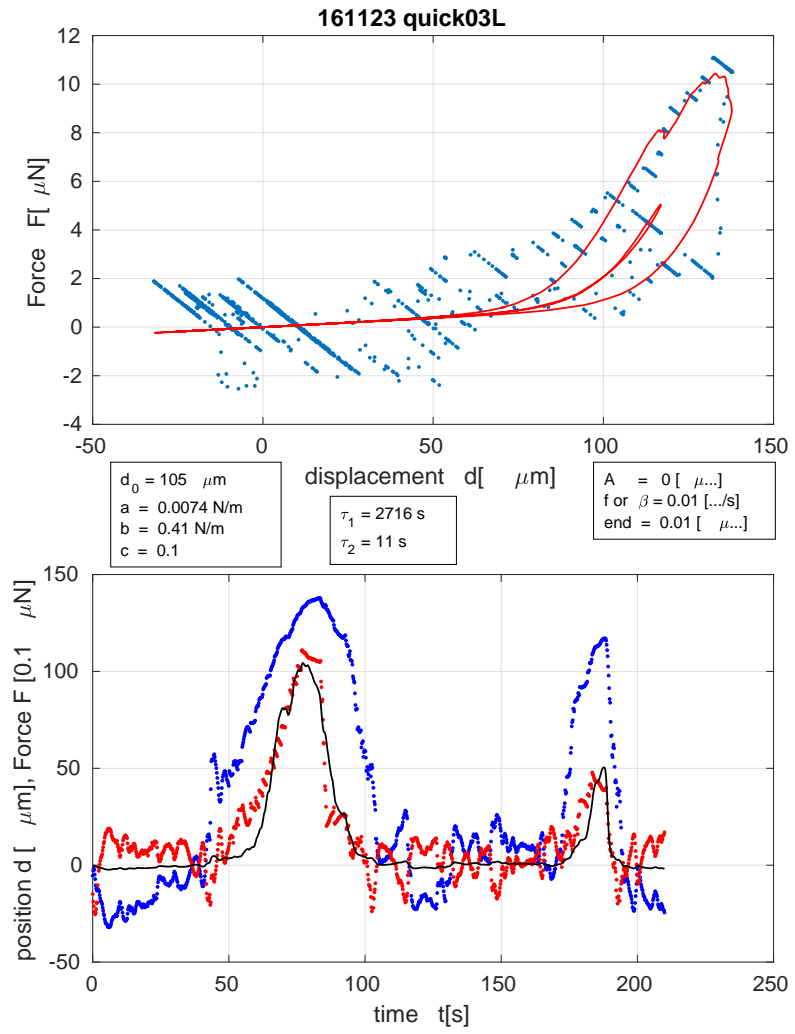 161123 quick03L
12
10
8
6
4
2
0
-2
-4
Force F[ μN]
-50
0
50
100
150
displacement d[ μm]
d0 = 105 μm
a = 0.0074 N/m
b = 0.41 N/m
c = 0.1
τ1 = 2716 s
τ2 = 11 s
A = 0 [ μ...]
for β = 0.01 [.../s]
end = 0.01 [ μ...]
150
100
50
0
-50
position d [ μm], Force F [0.1 μN]
0
50
100
150
200
250
time t[s]